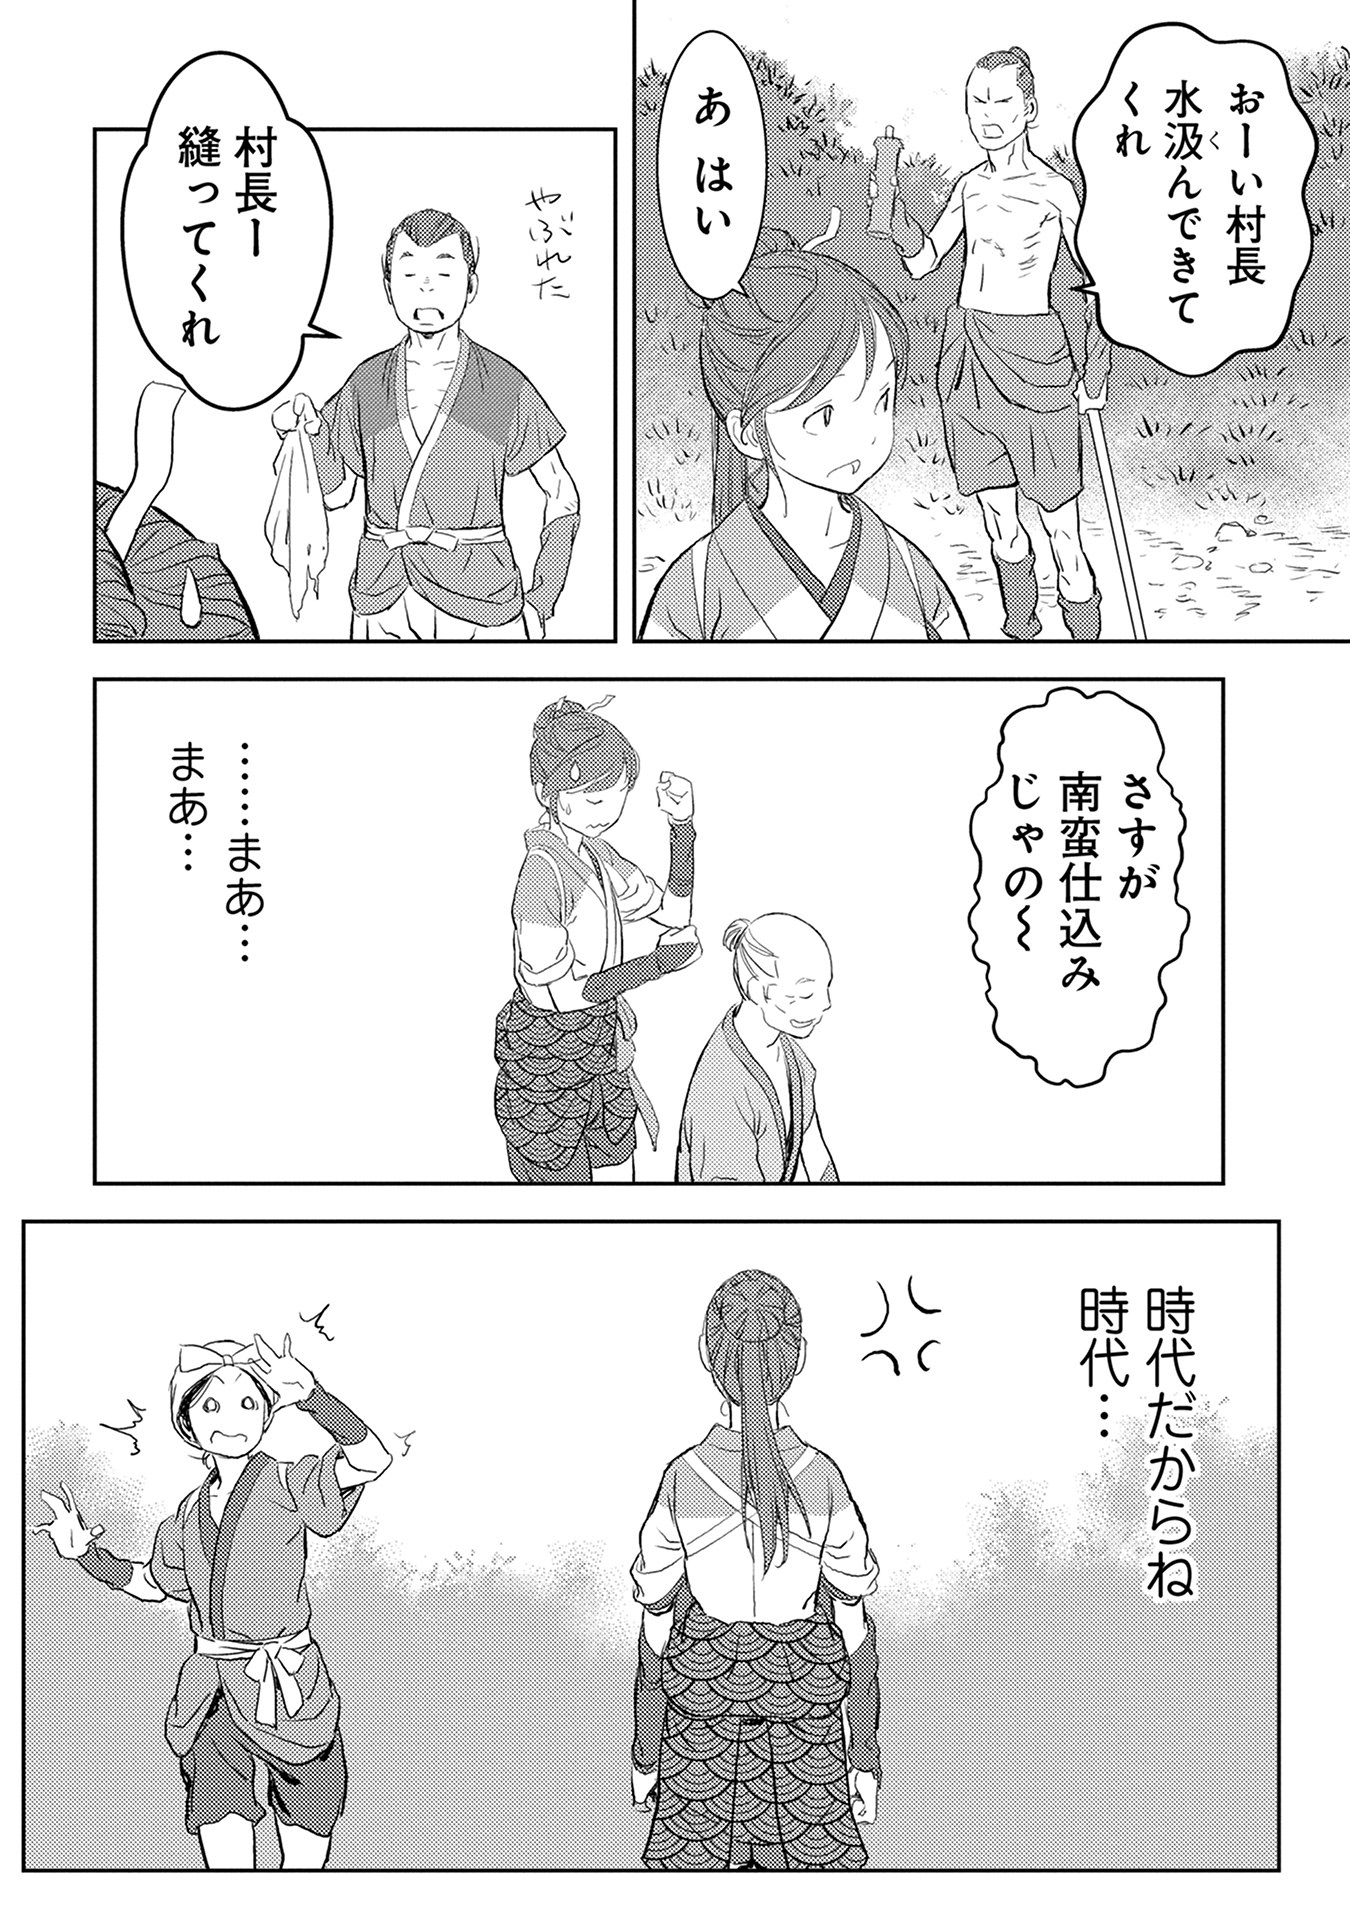 おーい村長
水汲んできて
くれ
く
あ はい
村長ー
縫ってくれ
やぶれた
さすが
南蛮仕込み
じゃの〜
……まあ…
まあ…
時代だからね
時代…